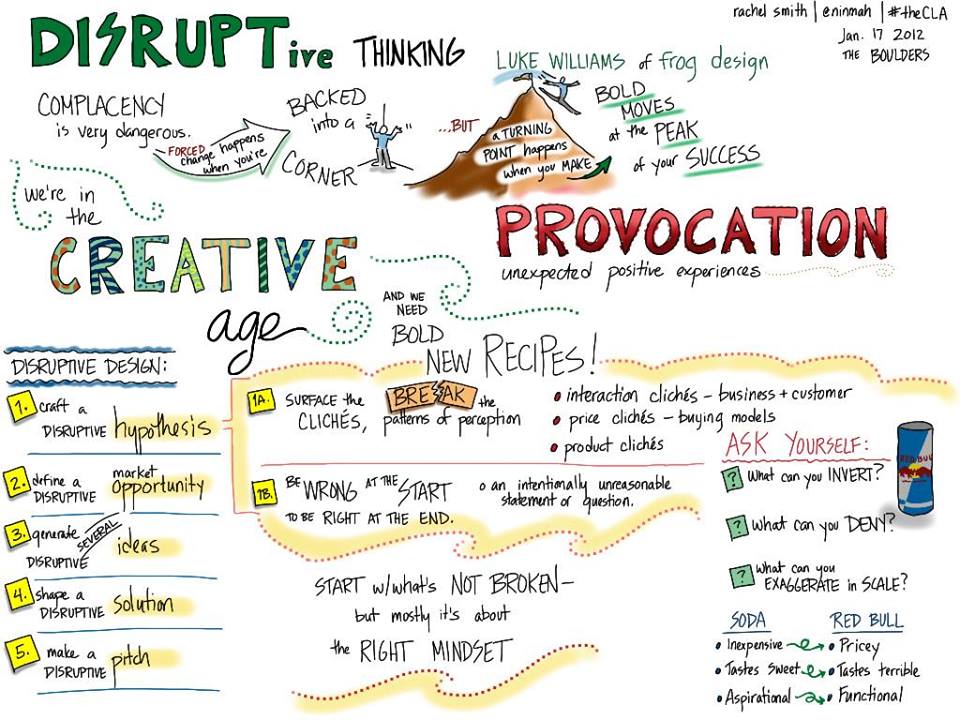 DISRUPTive THINKING
rachel smith | @ninmah | #theCLA
Jan. 17 2012
THE BOULDERS
LUKE WILLIAMS of frog design
COMPLACENCY
is very dangerous.
FORCED
change happens
when you're
BACKED
into a
CORNER
...BUT
a TURNING
POINT happens
when you MAKE
BOLD
MOVES
at the PEAK
of your SUCCESS
we're in
the
CREATIVE
age
PROVOCATION
unexpected positive experiences
AND WE
NEED
BOLD
NEW RECIPES!
DISRUPTIVE DESIGN:
1. craft a
DISRUPTIVE hypothesis
2. define a
DISRUPTIVE market
opportunity
3. generate SEVERAL
DISRUPTIVE ideas
4. shape a
DISRUPTIVE solution
5. make a
DISRUPTIVE pitch
1A. SURFACE the
CLICHÉS, BREAK the
patterns of perception
• interaction clichés – business + customer
• price clichés – buying models
• product clichés
1B. BE WRONG AT THE START
TO BE RIGHT AT THE END.
o an intentionally unreasonable
statement or question.
START w/what's NOT BROKEN—
but mostly it's about
the RIGHT MINDSET
ASK YOURSELF:
? What can you INVERT?
? What can you DENY?
? What can you
EXAGGERATE in SCALE?
RED BULL
SODA RED BULL
• Inexpensive • Pricey
• Tastes sweet • Tastes terrible
• Aspirational • Functional